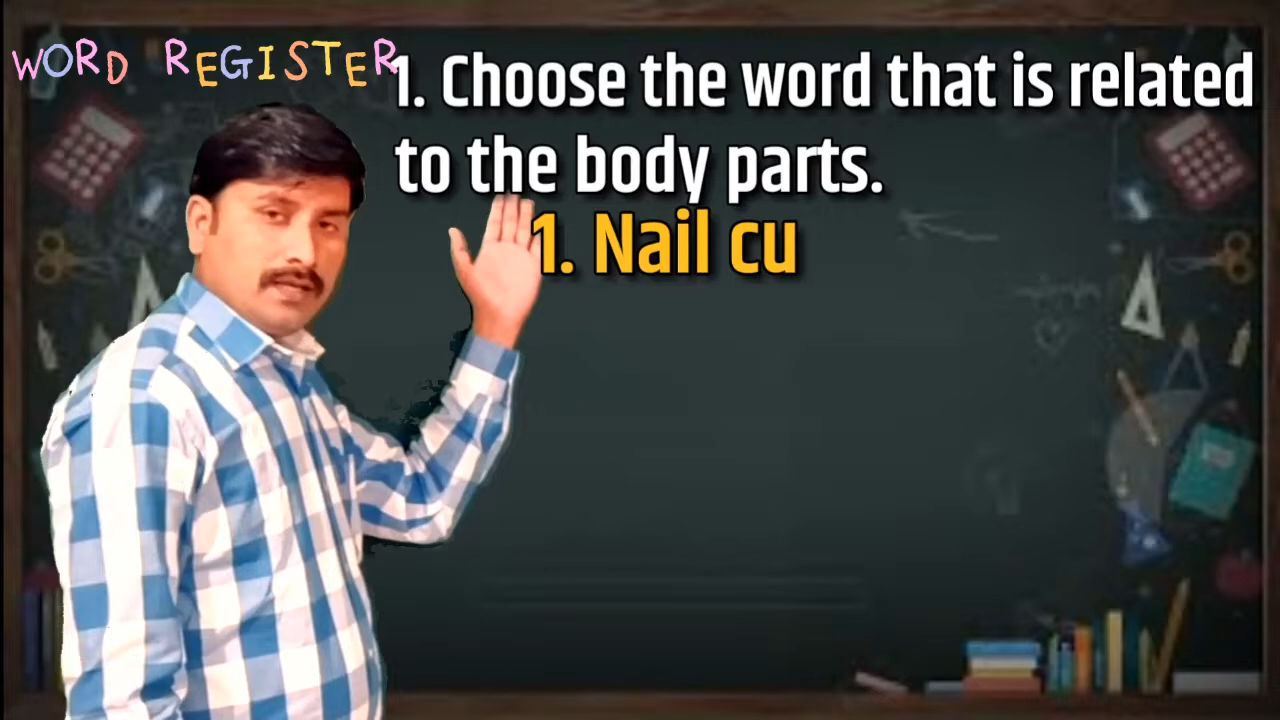 WORD REGISTER
1. Choose the word that is related
to the body parts.
1. Nail cu